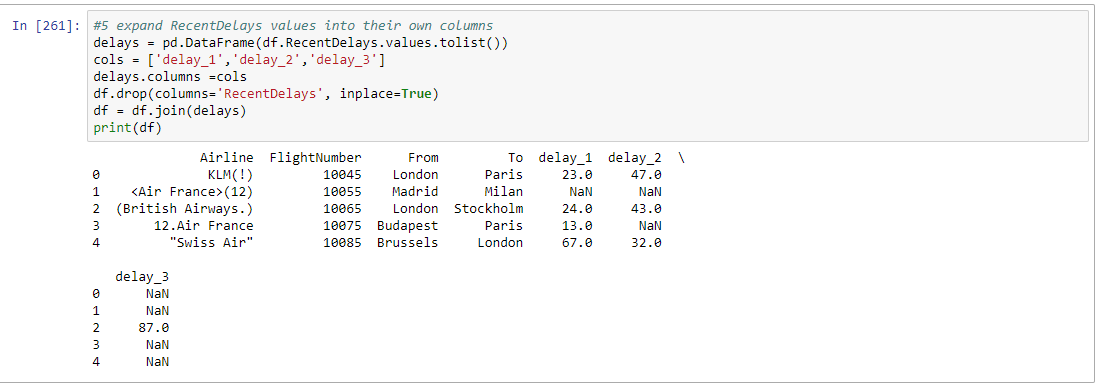 In [261]: #5 expand RecentDelays values into their own columns
delays = pd.DataFrame(df.RecentDelays.values.tolist())
cols = ['delay_1','delay_2','delay_3']
delays.columns =cols
df.drop(columns='RecentDelays', inplace=True)
df = df.join(delays)
print(df)
Airline FlightNumber From To delay_1 delay_2 \
0 KLM(!) 10045 London Paris 23.0 47.0
1 <Air France>(12) 10055 Madrid Milan NaN NaN
2 (British Airways.) 10065 London Stockholm 24.0 43.0
3 12.Air France 10075 Budapest Paris 13.0 NaN
4 "Swiss Air" 10085 Brussels London 67.0 32.0
delay_3
0 NaN
1 NaN
2 87.0
3 NaN
4 NaN